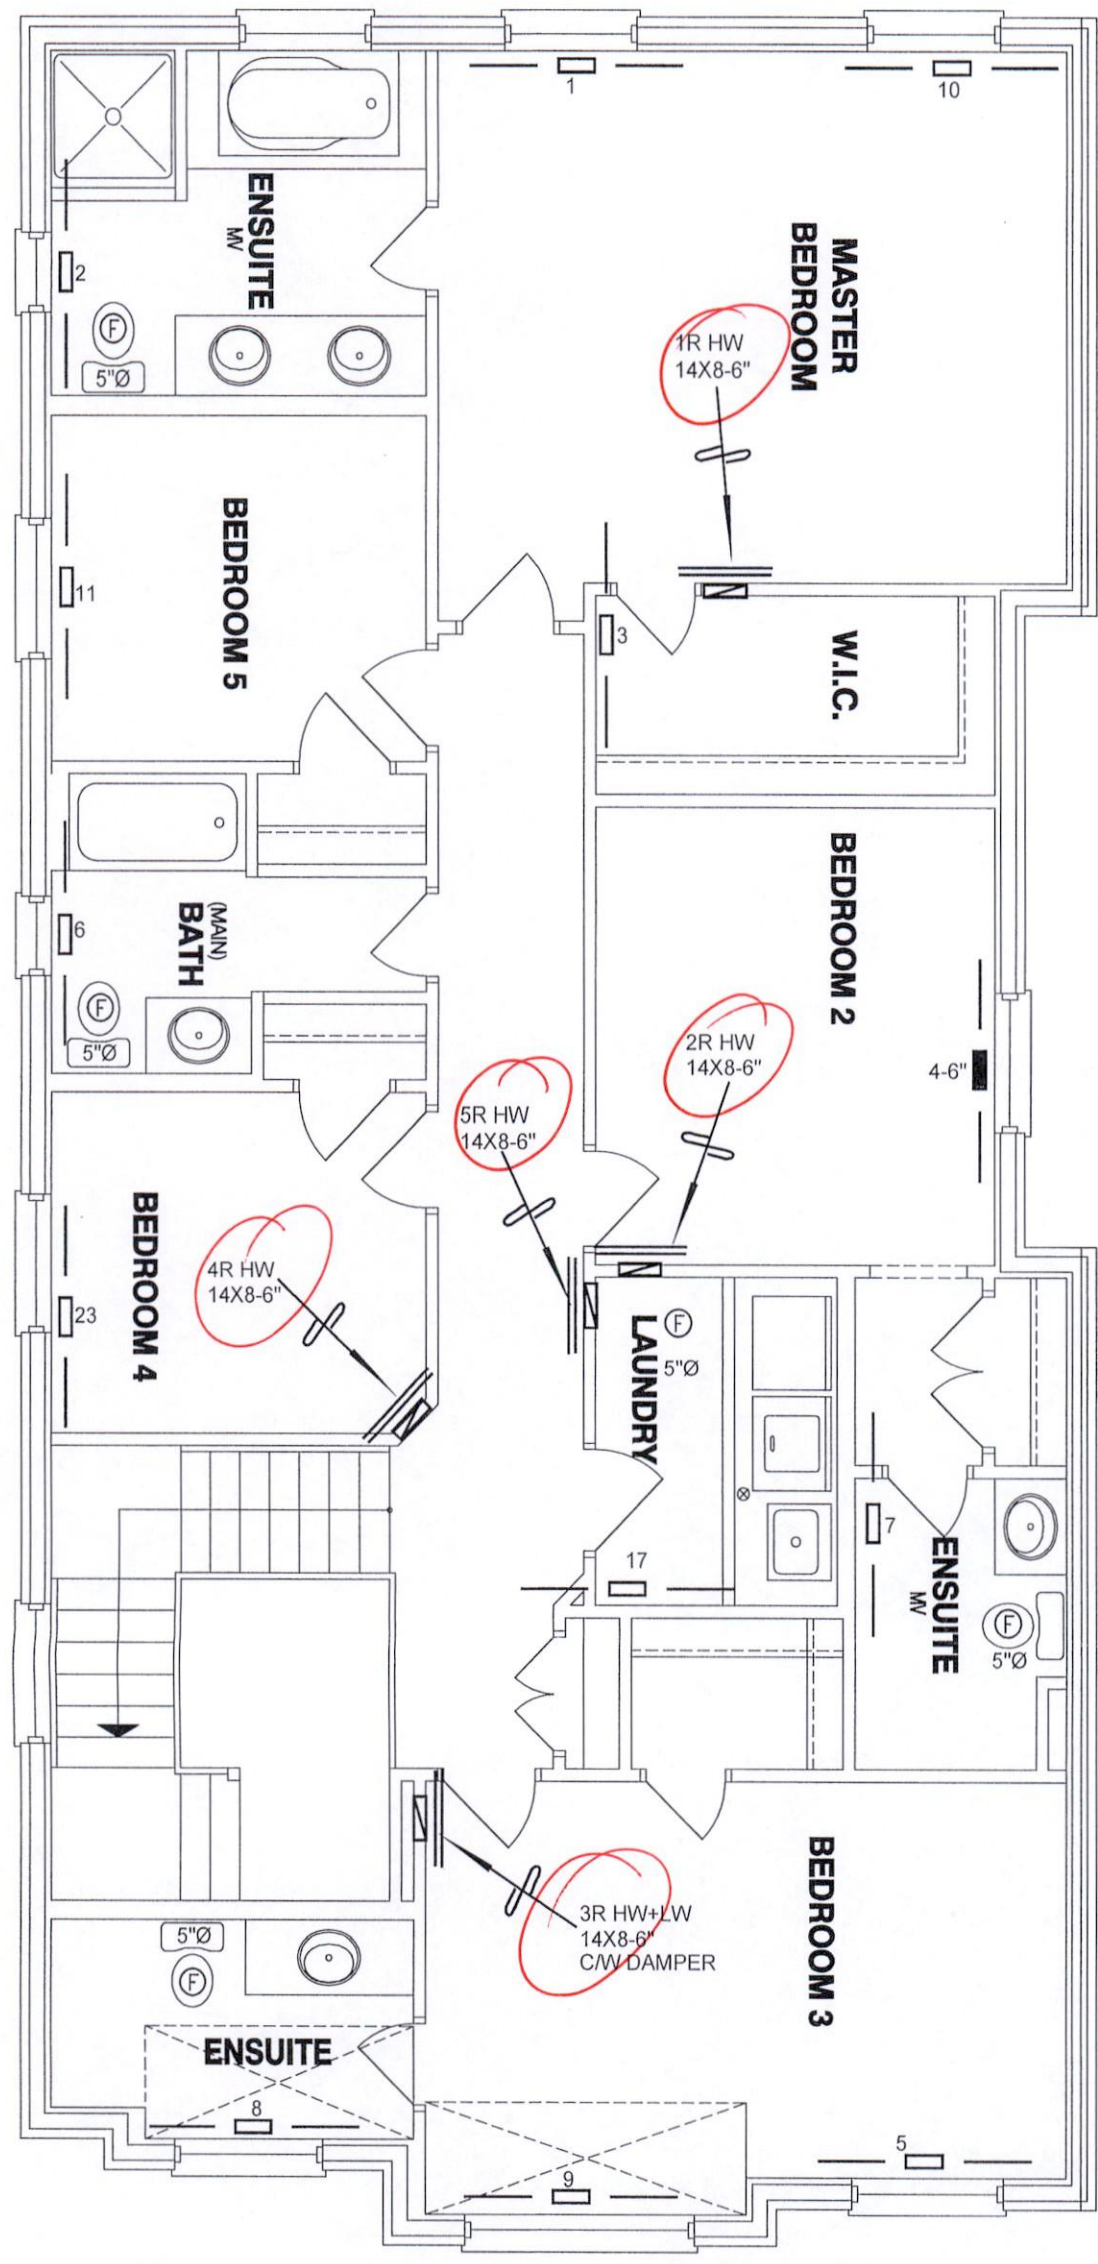 1
10
ENSUITE
MV
2
F
5"Ø
MASTER
BEDROOM
1R HW
14X8-6"
BEDROOM 5
11
3
W.I.C.
6
(MAIN)
BATH
F
5"Ø
BEDROOM 2
4-6"
2R HW
14X8-6"
5R HW
14X8-6"
BEDROOM 4
23
4R HW
14X8-6"
LAUNDRY
F
5"Ø
17
7
ENSUITE
MV
F
5"Ø
BEDROOM 3
3R HW+LW
14X8-6"
C/W DAMPER
5"Ø
F
ENSUITE
8
9
5